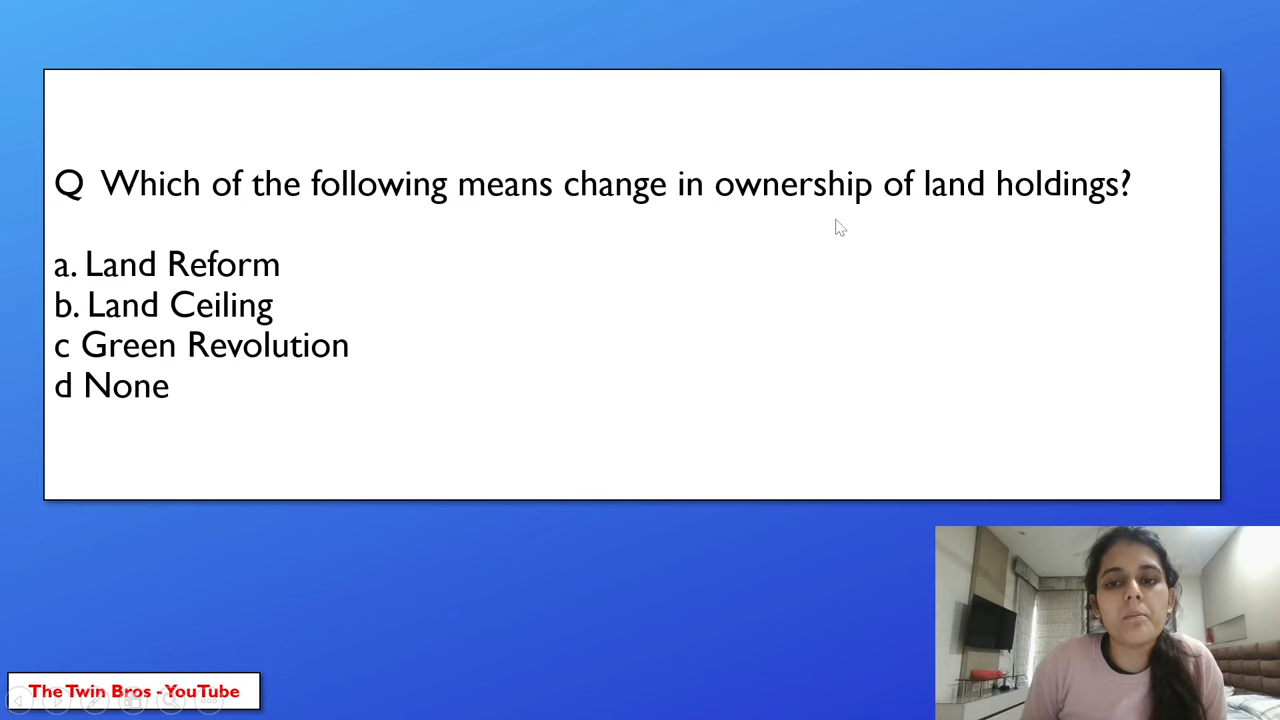 Q Which of the following means change in ownership of land holdings?
a. Land Reform
b. Land Ceiling
c Green Revolution
d None
The Twin Bros - YouTube